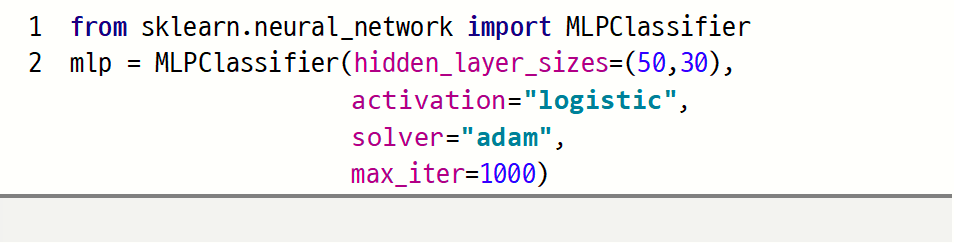 1 from sklearn.neural_network import MLPClassifier
2 mlp = MLPClassifier(hidden_layer_sizes=(50,30),
activation="logistic",
solver="adam",
max_iter=1000)